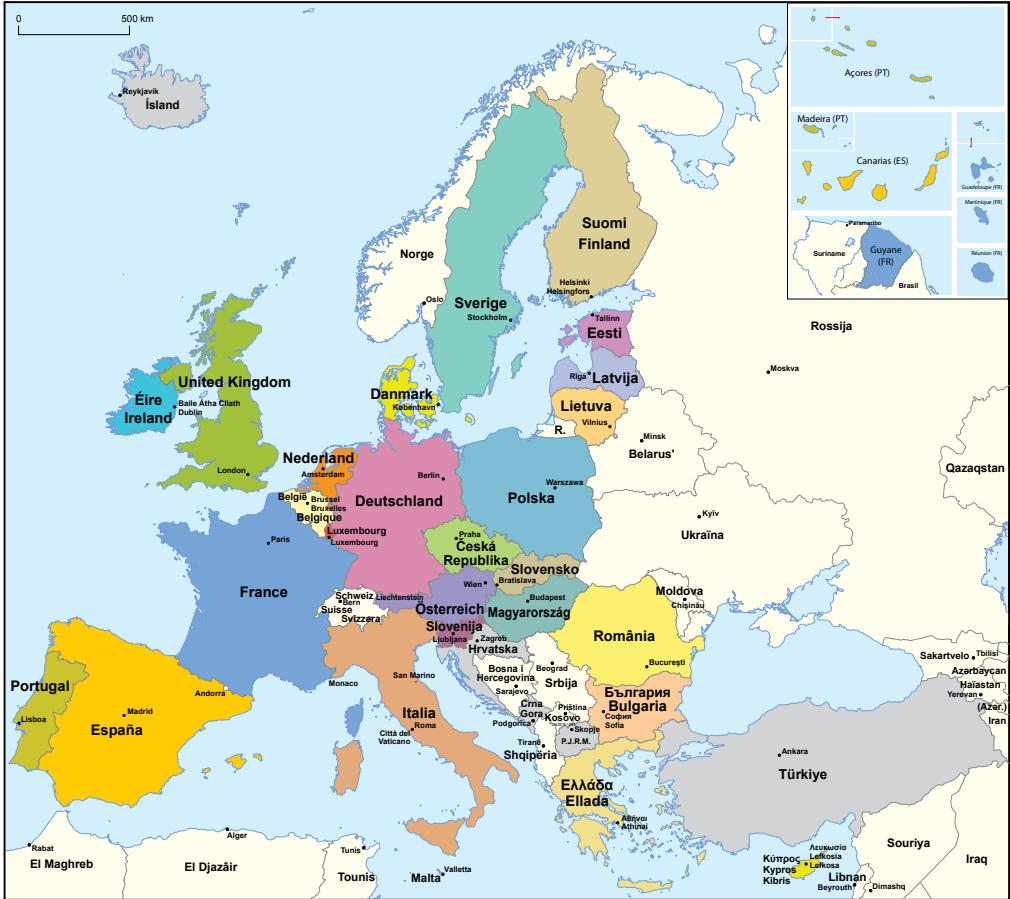 0 500 km
Açores (PT)
Madeira (PT)
Canarias (ES)
Guadeloupe (FR)
Martinique (FR)
Réunion (FR)
Paramaribo
Suriname
Guyane
(FR)
Brasil
Reykjavík
Ísland
Norge
Oslo
Sverige
Stockholm
Suomi
Finland
Helsinki
Helsingfors
Tallinn
Eesti
Rīga
Latvija
Lietuva
Vilnius
R.
Rossija
Moskva
Minsk
Belarus'
Qazaqstan
United Kingdom
London
Éire
Ireland
Baile Átha Cliath
Dublin
Danmark
København
Nederland
Amsterdam
België
Brussel
Bruxelles
Belgique
Luxembourg
Luxembourg
Berlin
Deutschland
Warszawa
Polska
Kyïv
Ukraïna
Praha
Česká
Republika
Slovensko
Bratislava
Wien
Österreich
Budapest
Magyarország
Liechtenstein
Schweiz
Bern
Suisse
Svizzera
Paris
France
Moldova
Chişinău
România
Bucureşti
Slovenija
Ljubljana
Zagreb
Hrvatska
Bosna i
Hercegovina
Sarajevo
Beograd
Srbija
Crna
Gora
Podgorica
Priština
Kosovo
Skopje
P.J.R.M.
Tiranë
Shqipëria
България
Bulgaria
София
Sofia
Portugal
Lisboa
España
Madrid
Andorra
Monaco
San Marino
Italia
Roma
Città del
Vaticano
Ελλάδα
Ellada
Αθήναι
Athinai
Ankara
Türkiye
Sakartvelo
Tbilisi
Azərbaycan
Haïastan
Yerevan
(Azər.)
Iran
Rabat
El Maghreb
Alger
El Djazâir
Tunis
Tounis
Malta
Valletta
Κύπρος
Kypros
Kibris
Λευκωσία
Lefkosia
Lefkosa
Souriya
Iraq
Libnan
Beyrouth
Dimashq